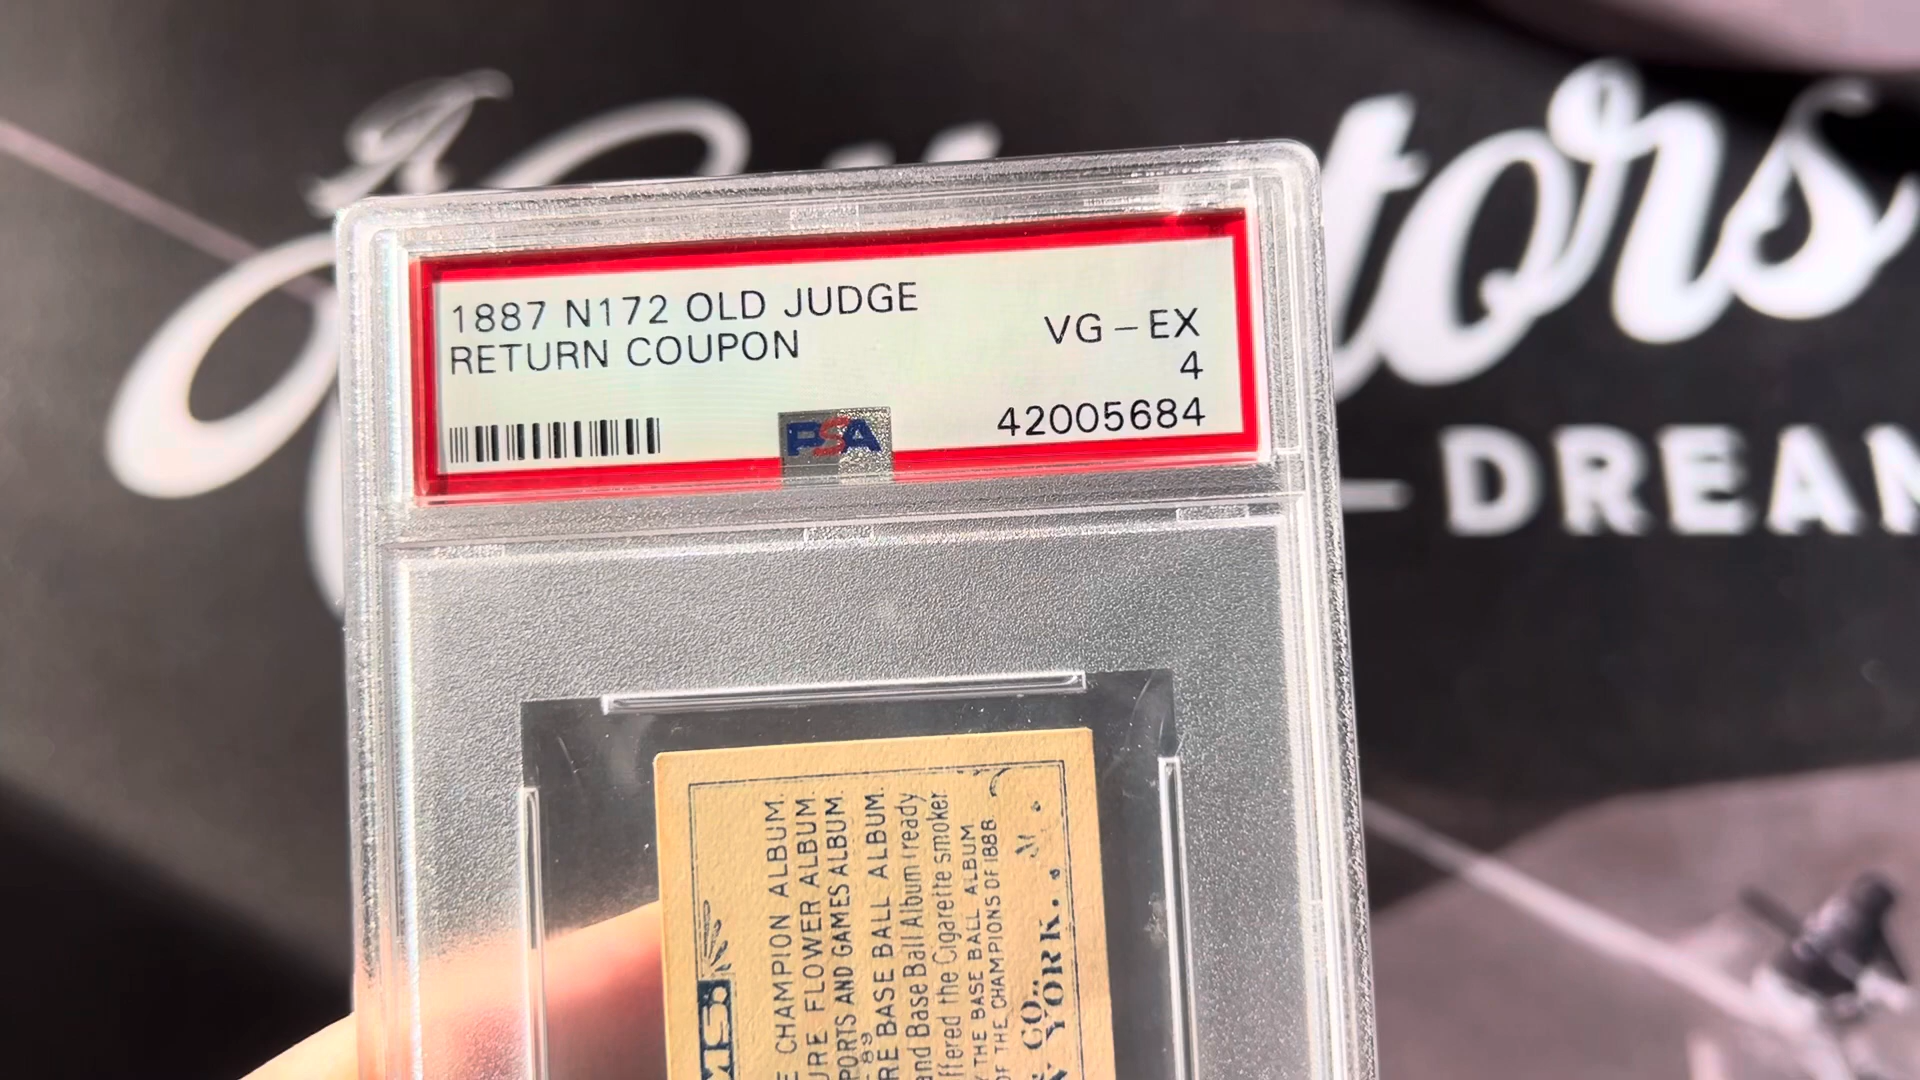 1887 N172 OLD JUDGE
RETURN COUPON
VG-EX
4
42005684
PSA
DREAM
CHAMPION ALBUM.
FLOWER ALBUM.
AND GAMES ALBUM.
BASE BALL ALBUM.
and Base Ball Album (ready
the Cigarette smoker
THE BASE BALL ALBUM
OF THE CHAMPIONS OF 1888
CO.,
YORK.